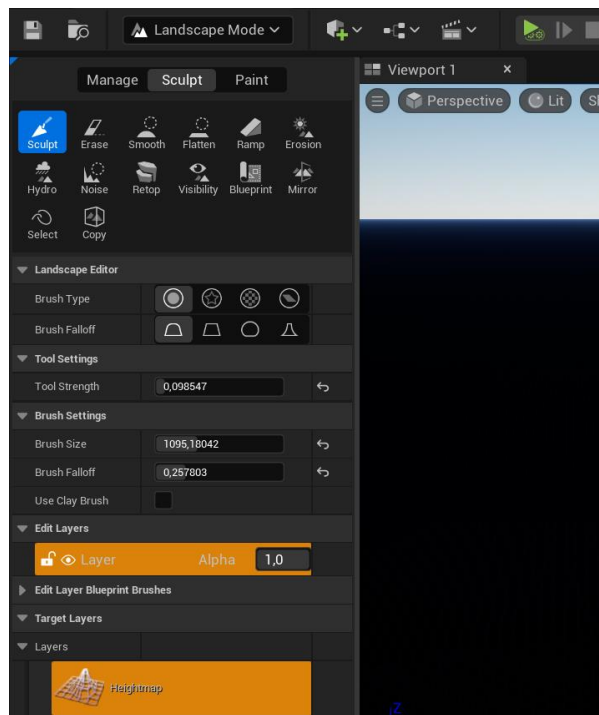 Landscape Mode
Manage Sculpt Paint
Viewport 1
Perspective Lit
Sculpt Erase Smooth Flatten Ramp Erosion
Hydro Noise Retop Visibility Blueprint Mirror
Select Copy
Landscape Editor
Brush Type
Brush Falloff
Tool Settings
Tool Strength 0,098547
Brush Settings
Brush Size 1095,18042
Brush Falloff 0,257803
Use Clay Brush
Edit Layers
Layer Alpha 1,0
Edit Layer Blueprint Brushes
Target Layers
Layers
Heightmap
Z